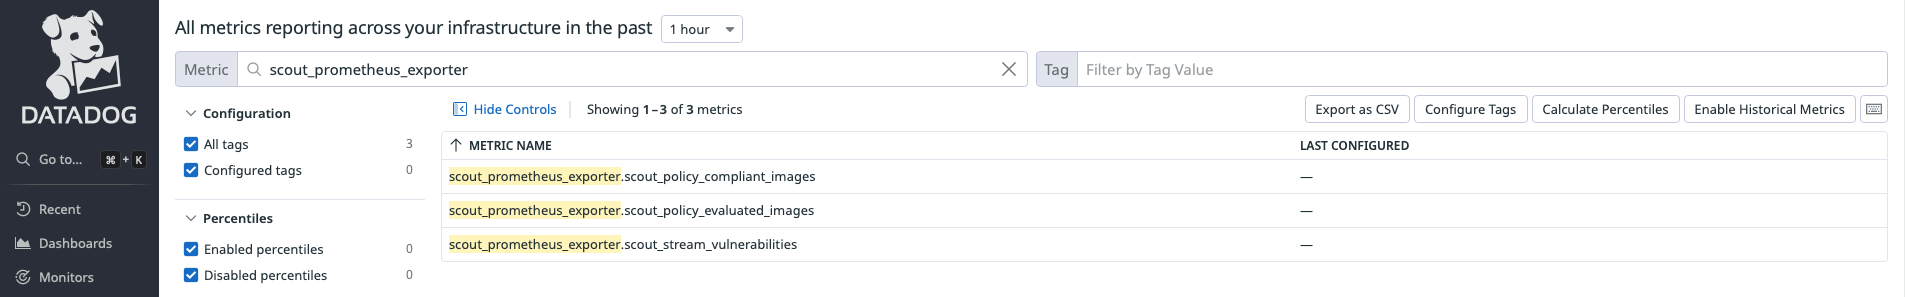 DATADOG
Go to... ⌘ + K
Recent
Dashboards
Monitors
All metrics reporting across your infrastructure in the past 1 hour
Metric scout_prometheus_exporter
Tag Filter by Tag Value
Configuration
All tags 3
Configured tags 0
Percentiles
Enabled percentiles 0
Disabled percentiles 0
Hide Controls Showing 1–3 of 3 metrics
Export as CSV Configure Tags Calculate Percentiles Enable Historical Metrics
METRIC NAME LAST CONFIGURED
scout_prometheus_exporter.scout_policy_compliant_images —
scout_prometheus_exporter.scout_policy_evaluated_images —
scout_prometheus_exporter.scout_stream_vulnerabilities —